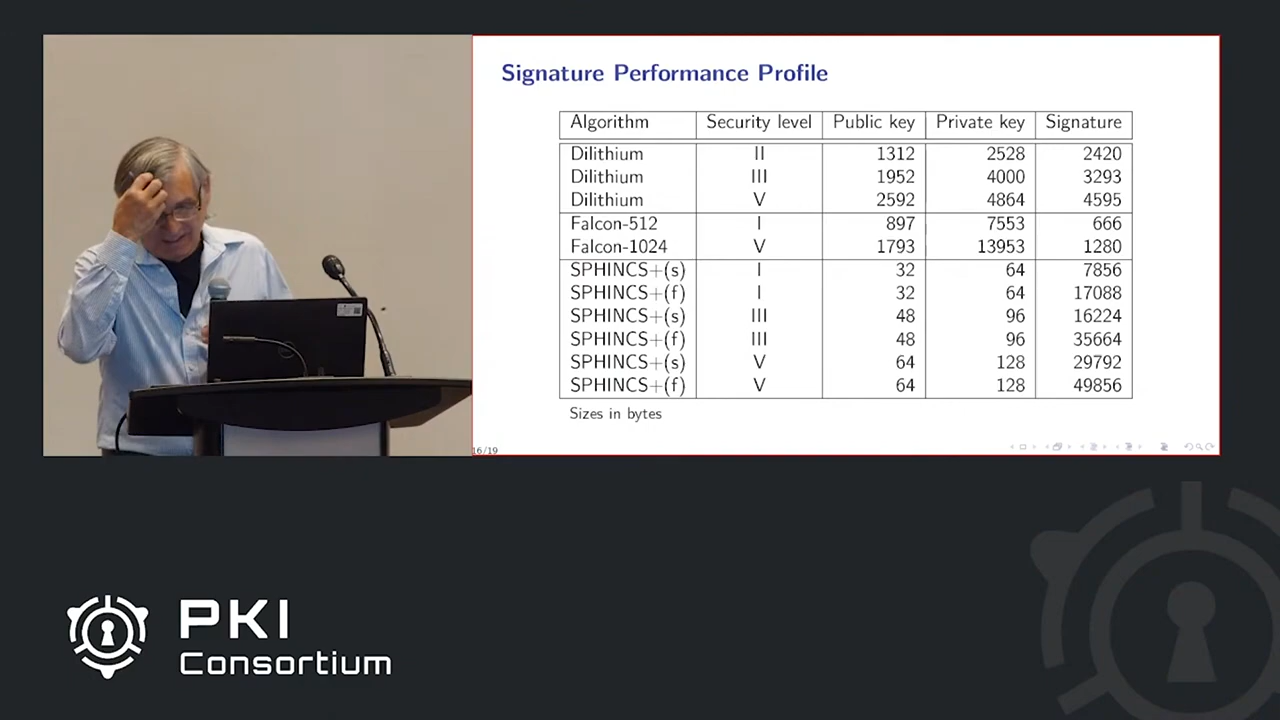 Signature Performance Profile
Algorithm Security level Public key Private key Signature
Dilithium II 1312 2528 2420
Dilithium III 1952 4000 3293
Dilithium V 2592 4864 4595
Falcon-512 I 897 7553 666
Falcon-1024 V 1793 13953 1280
SPHINCS+(s) I 32 64 7856
SPHINCS+(f) I 32 64 17088
SPHINCS+(s) III 48 96 16224
SPHINCS+(f) III 48 96 35664
SPHINCS+(s) V 64 128 29792
SPHINCS+(f) V 64 128 49856
Sizes in bytes
16/19
PKI
Consortium